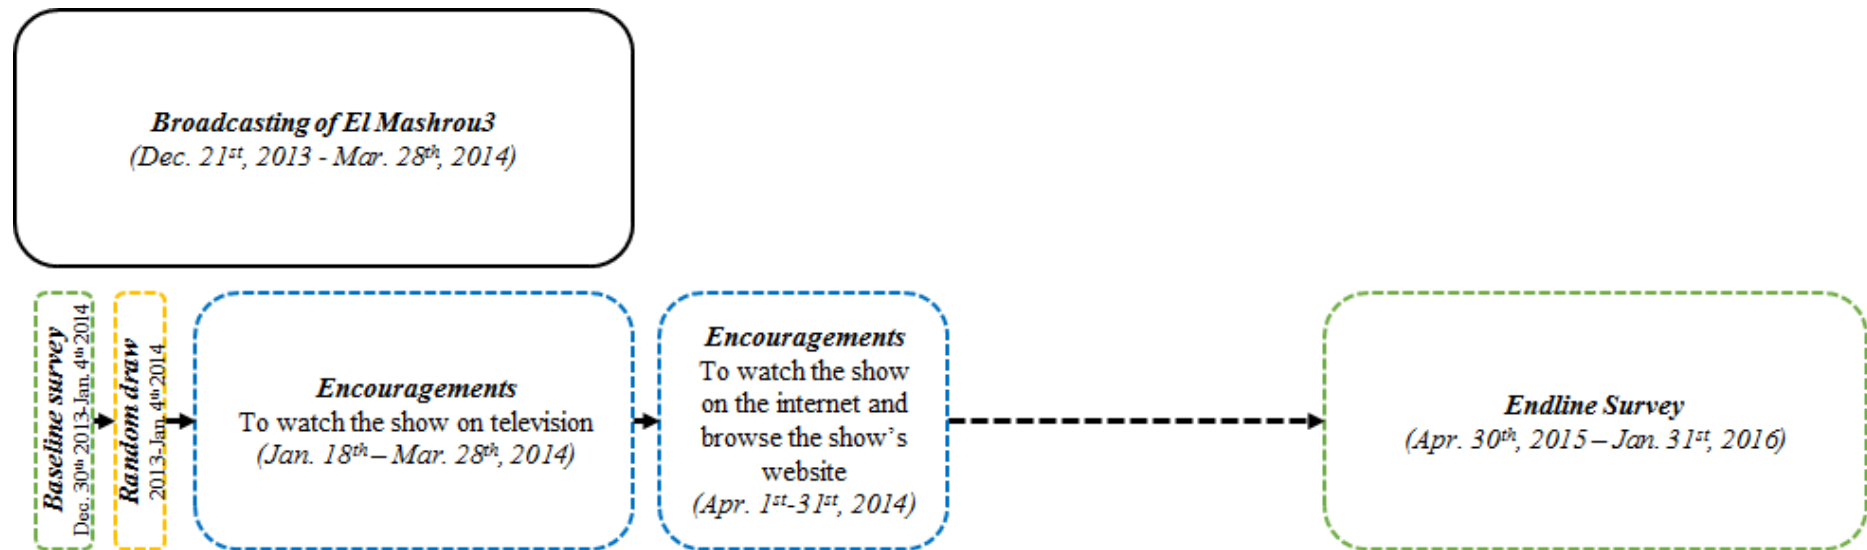 Broadcasting of El Mashrou3
(Dec. 21st, 2013 - Mar. 28th, 2014)
Baseline survey
Dec. 30th 2013-Jan. 4th 2014
Random draw
2013-Jan. 4th 2014
Encouragements
To watch the show on television
(Jan. 18th – Mar. 28th, 2014)
Encouragements
To watch the show
on the internet and
browse the show’s
website
(Apr. 1st-31st, 2014)
Endline Survey
(Apr. 30th, 2015 – Jan. 31st, 2016)